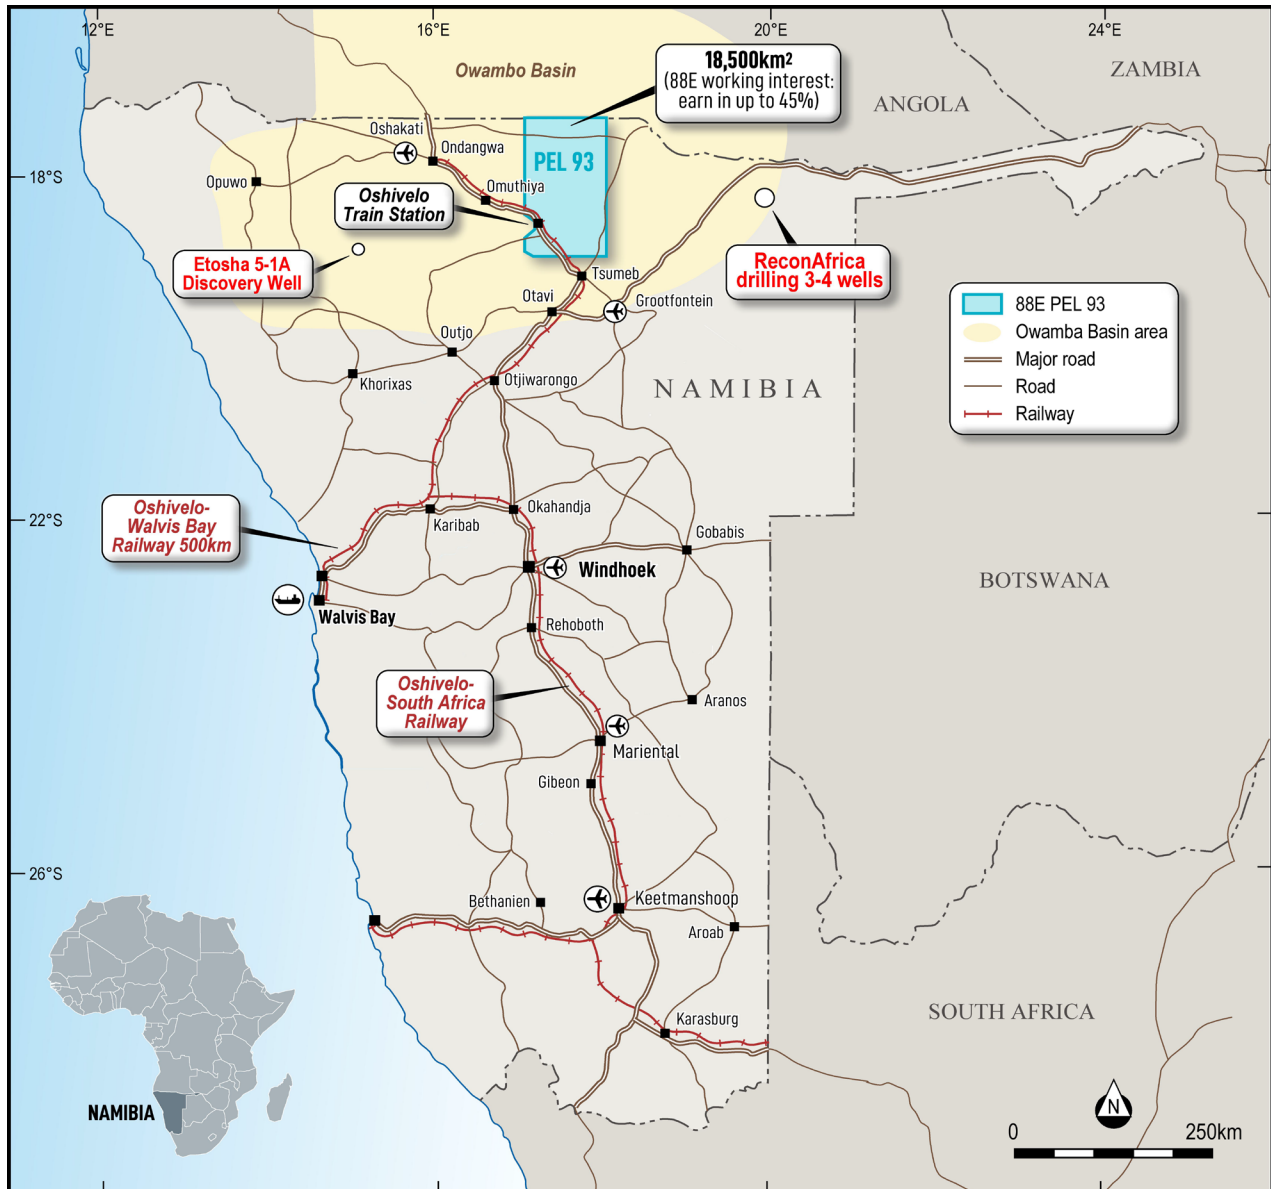 12°E
16°E
20°E
24°E
Owambo Basin
18,500km²
(88E working interest:
earn in up to 45%)
ZAMBIA
ANGOLA
Oshakati
Ondangwa
PEL 93
18°S
Opuwo
Omuthiya
Oshivelo
Train Station
Etosha 5-1A
Discovery Well
ReconAfrica
drilling 3-4 wells
Tsumeb
Otavi
Grootfontein
Outjo
Khorixas
Otjiwarongo
NAMIBIA
88E PEL 93
Owamba Basin area
Major road
Road
Railway
Oshivelo-
Walvis Bay
Railway 500km
22°S
Karibab
Okahandja
Gobabis
Windhoek
BOTSWANA
Walvis Bay
Rehoboth
Oshivelo-
South Africa
Railway
Aranos
Mariental
Gibeon
26°S
Bethanien
Keetmanshoop
Aroab
Karasburg
SOUTH AFRICA
NAMIBIA
N
0
250km